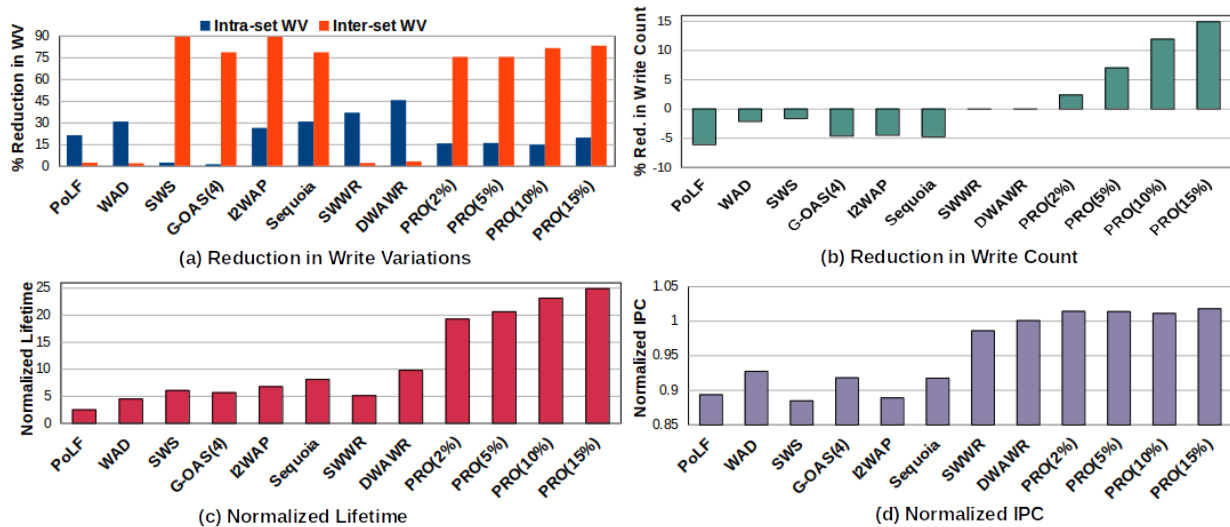 Intra-set WV Inter-set WV
% Reduction in WV
90
75
60
45
30
15
0
PoLF WAD SWS G-OAS(4) I2WAP Sequoia SWWR DWAWR PRO(2%) PRO(5%) PRO(10%) PRO(15%)
(a) Reduction in Write Variations
% Red. in Write Count
15
10
5
0
-5
-10
PoLF WAD SWS G-OAS(4) I2WAP Sequoia SWWR DWAWR PRO(2%) PRO(5%) PRO(10%) PRO(15%)
(b) Reduction in Write Count
Normalized Lifetime
25
20
15
10
5
0
PoLF WAD SWS G-OAS(4) I2WAP Sequoia SWWR DWAWR PRO(2%) PRO(5%) PRO(10%) PRO(15%)
(c) Normalized Lifetime
Normalized IPC
1.05
1
0.95
0.9
0.85
PoLF WAD SWS G-OAS(4) I2WAP Sequoia SWWR DWAWR PRO(2%) PRO(5%) PRO(10%) PRO(15%)
(d) Normalized IPC